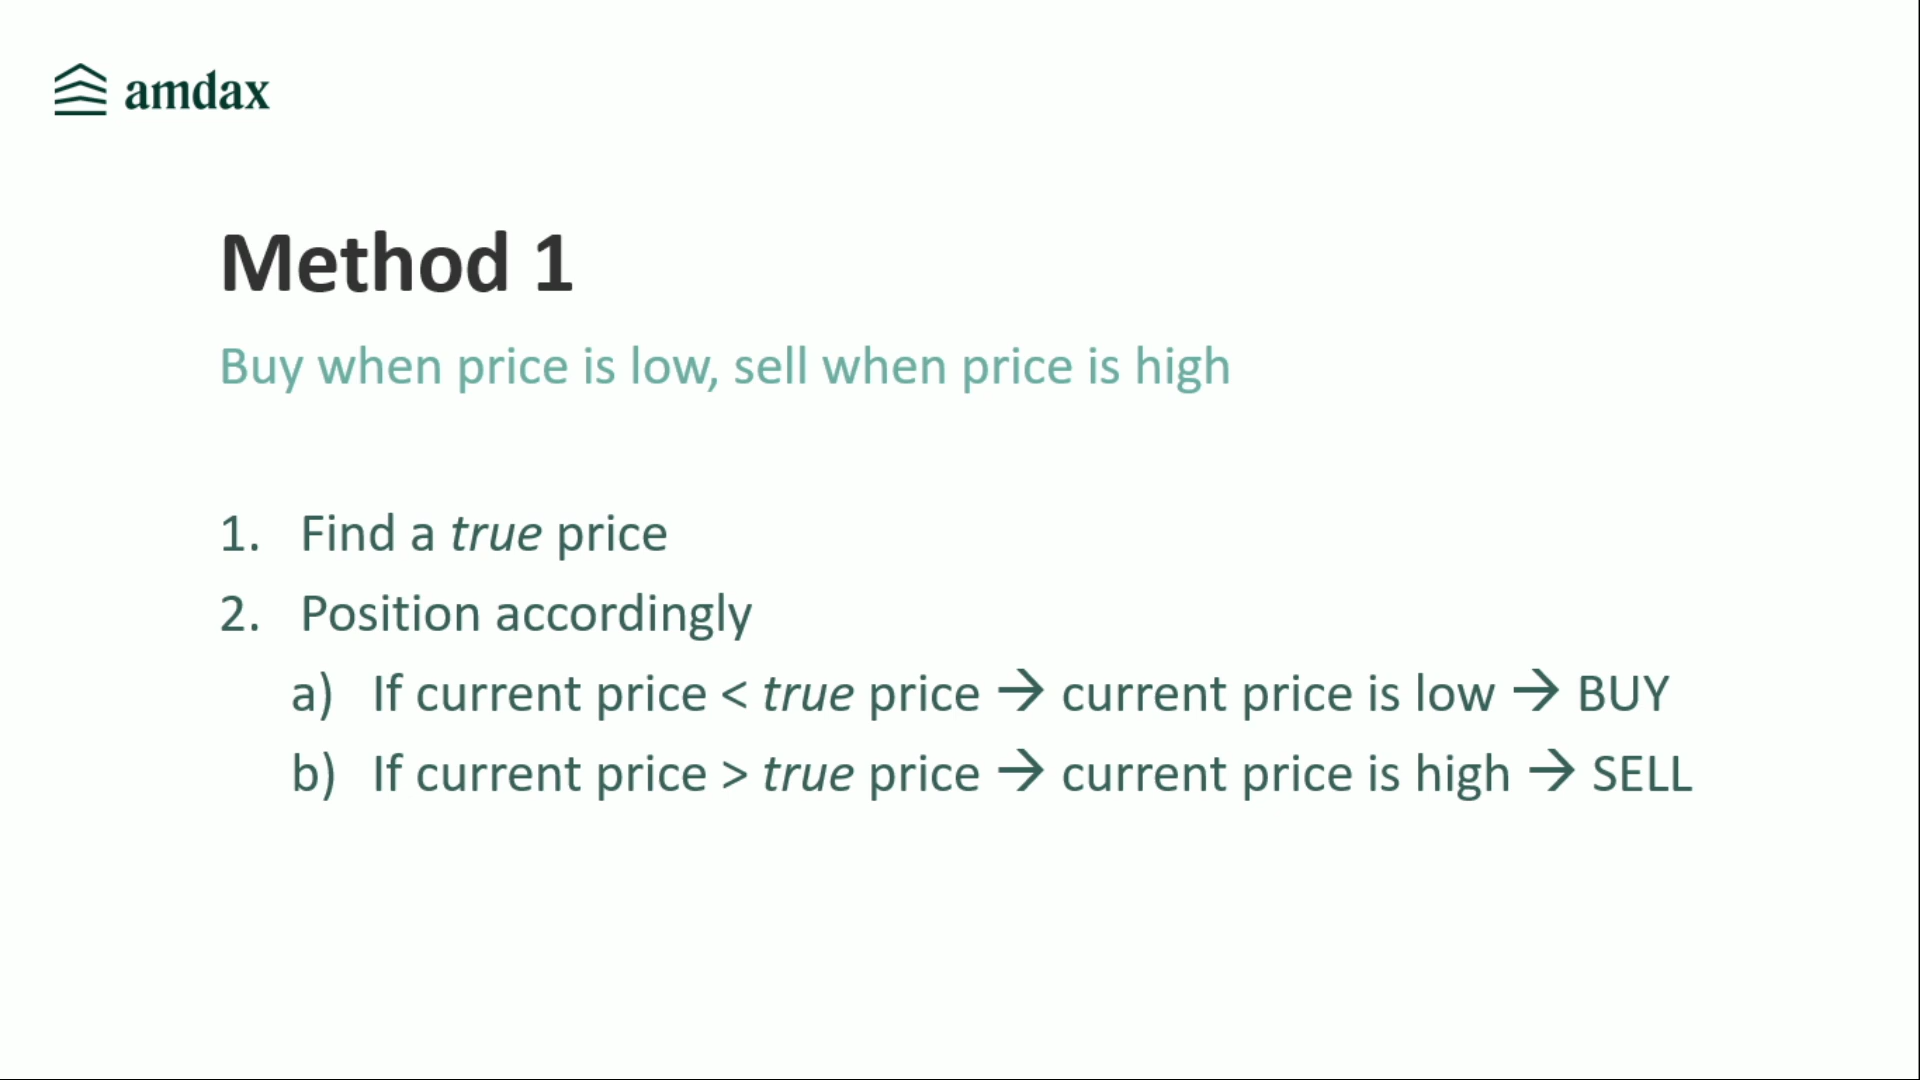 amdax
Method 1
Buy when price is low, sell when price is high
1. Find a true price
2. Position accordingly
a) If current price < true price → current price is low → BUY
b) If current price > true price → current price is high → SELL